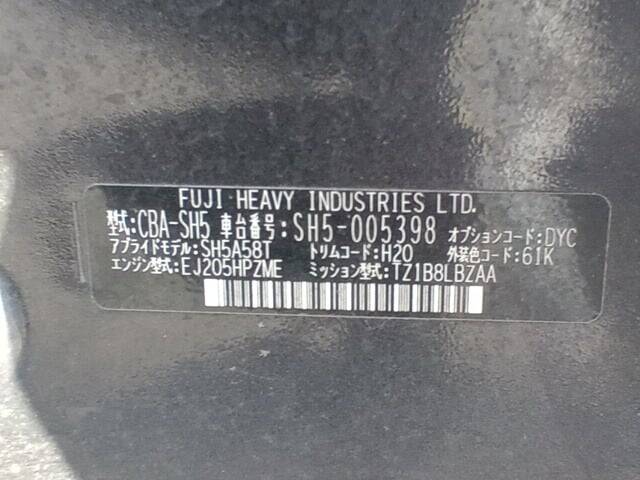 FUJI HEAVY INDUSTRIES LTD.
型式:CBA-SH5 車台番号:SH5-005398 オプションコード:DYC
アプライドモデル:SH5A58T トリムコード:H20 外装色コード:61K
エンジン型式:EJ205HPZME ミッション型式:TZ1B8LBZAA